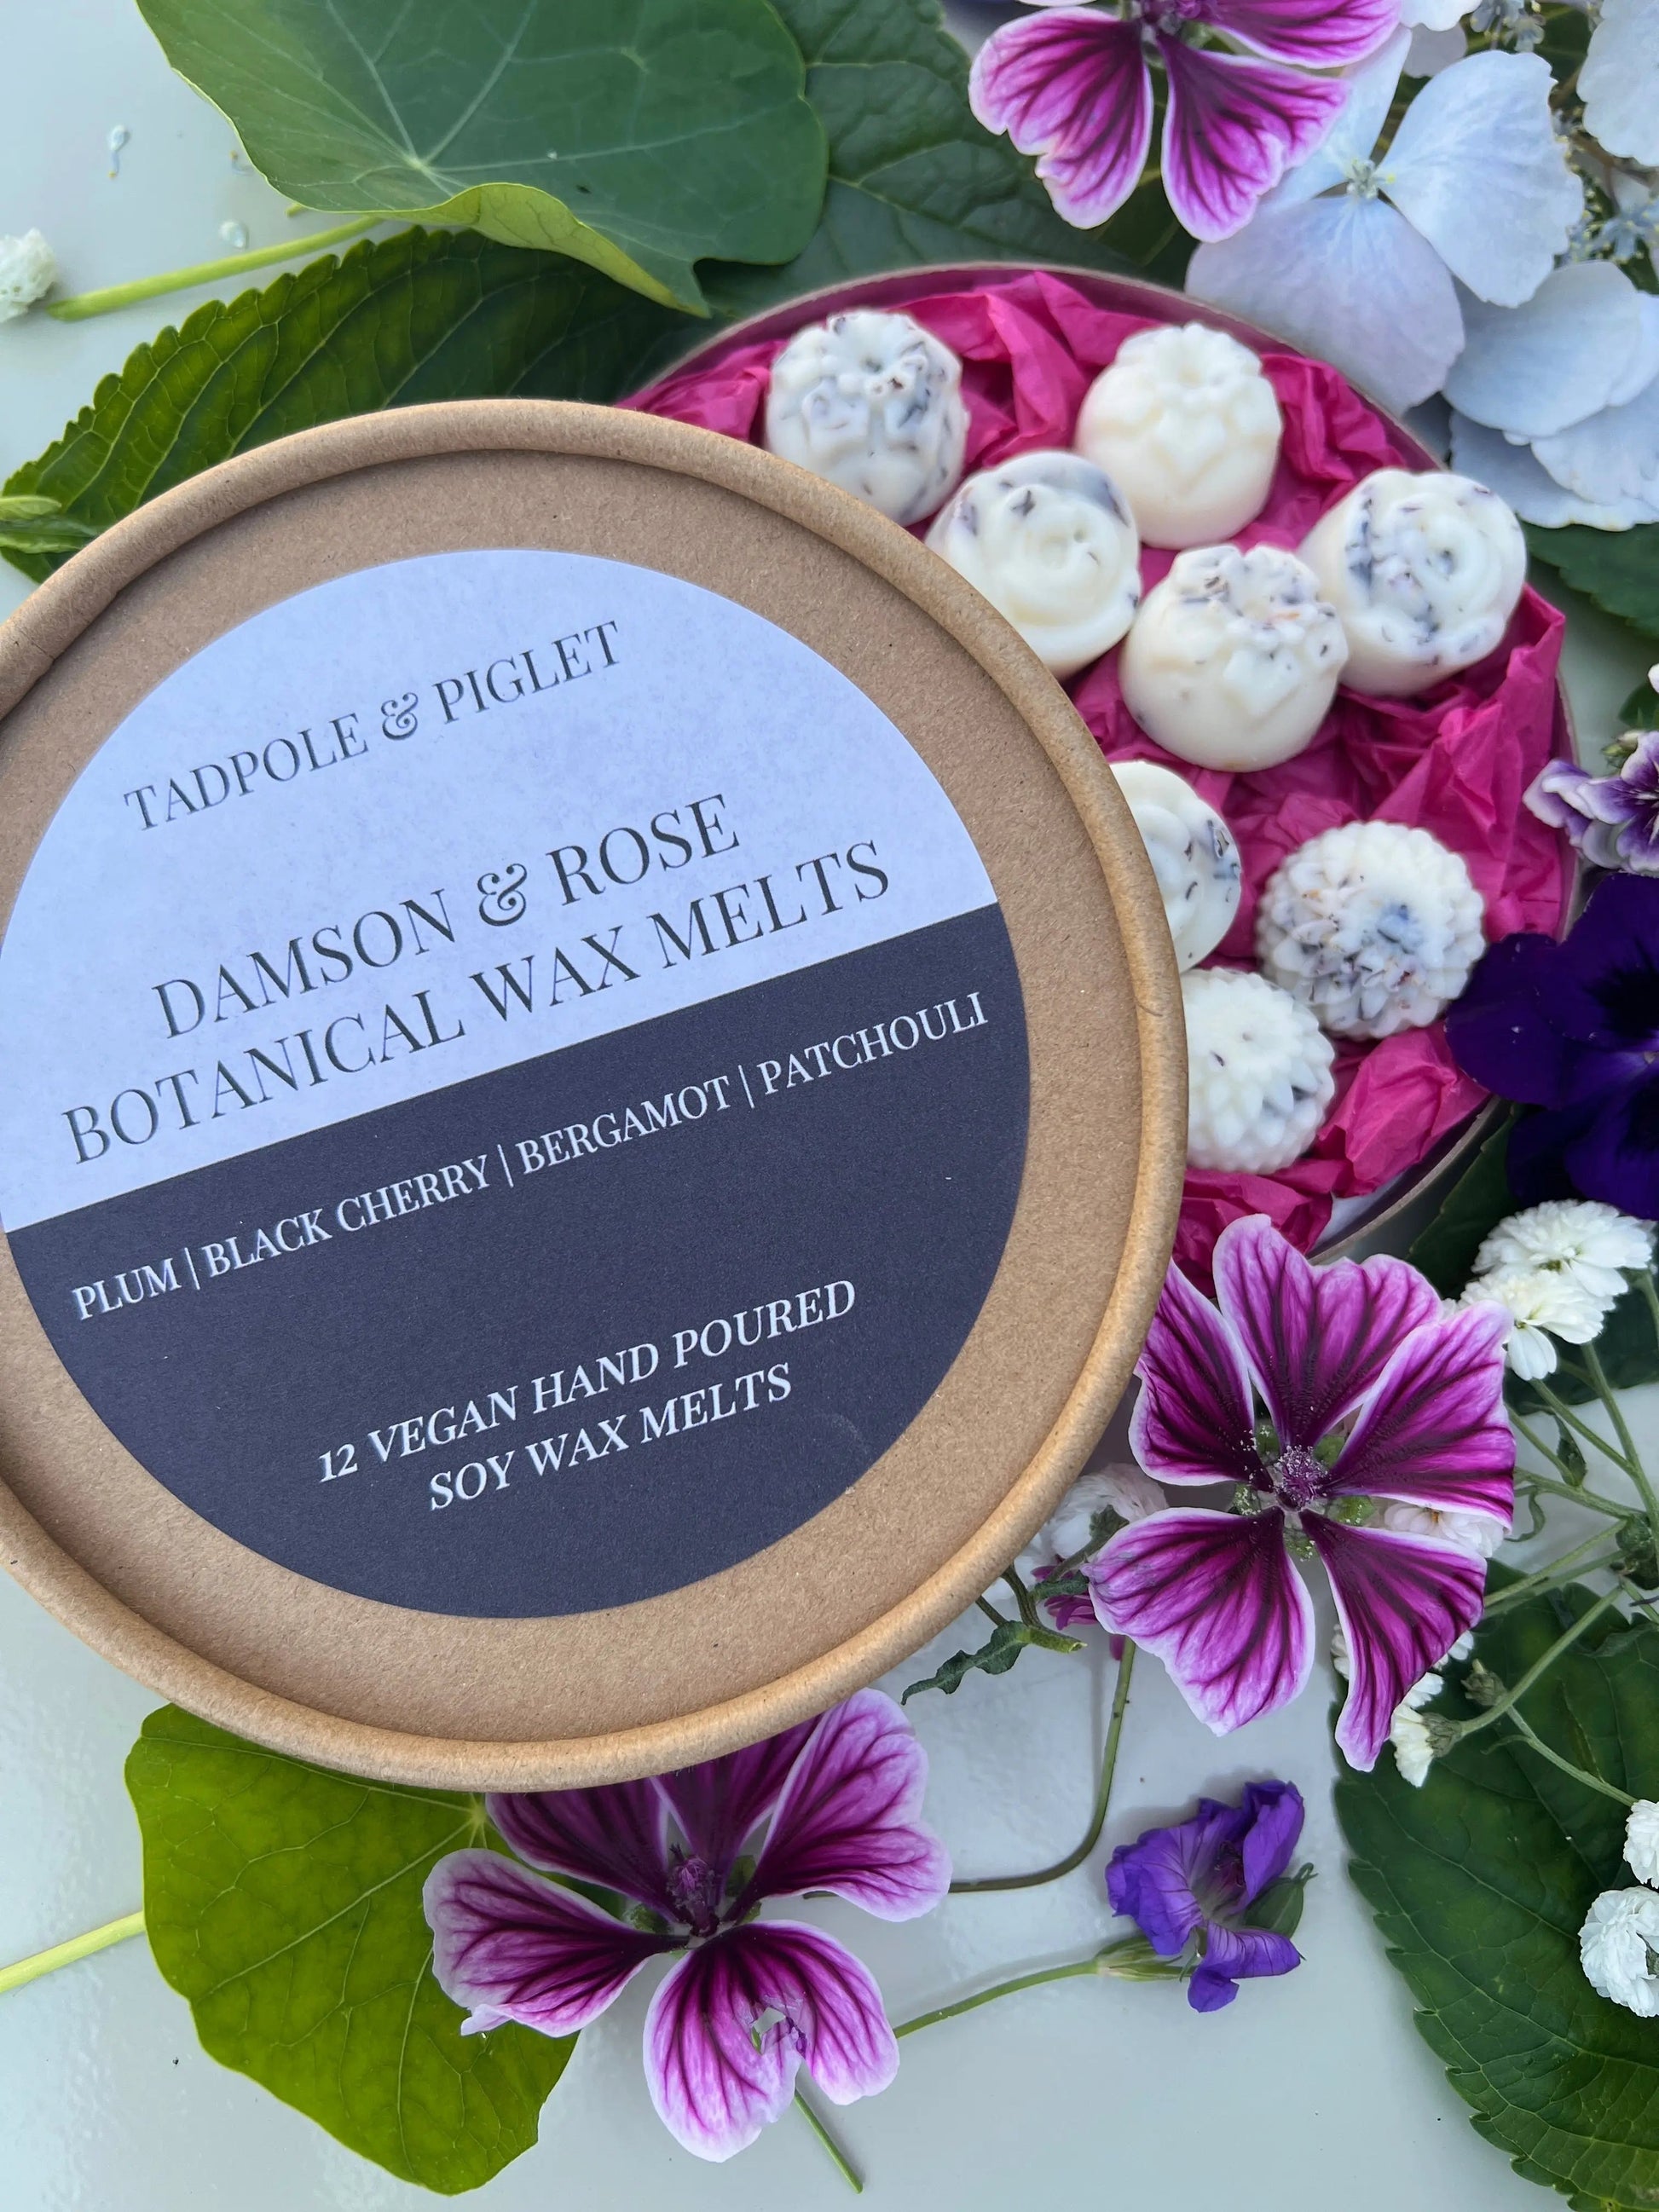 TADPOLE & PIGLET
DAMSON & ROSE
BOTANICAL WAX MELTS
PLUM | BLACK CHERRY | BERGAMOT | PATCHOULI
12 VEGAN HAND POURED
SOY WAX MELTS